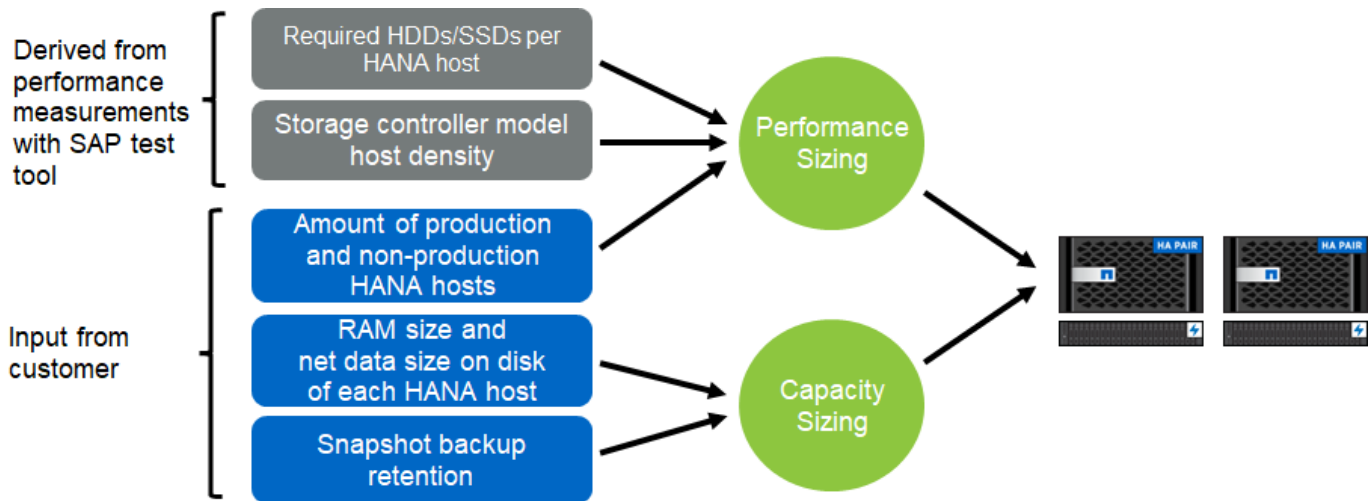 Derived from
performance
measurements
with SAP test
tool
Required HDDs/SSDs per
HANA host
Storage controller model
host density
Performance
Sizing
Input from
customer
Amount of production
and non-production
HANA hosts
RAM size and
net data size on disk
of each HANA host
Snapshot backup
retention
Capacity
Sizing
HA PAIR
HA PAIR